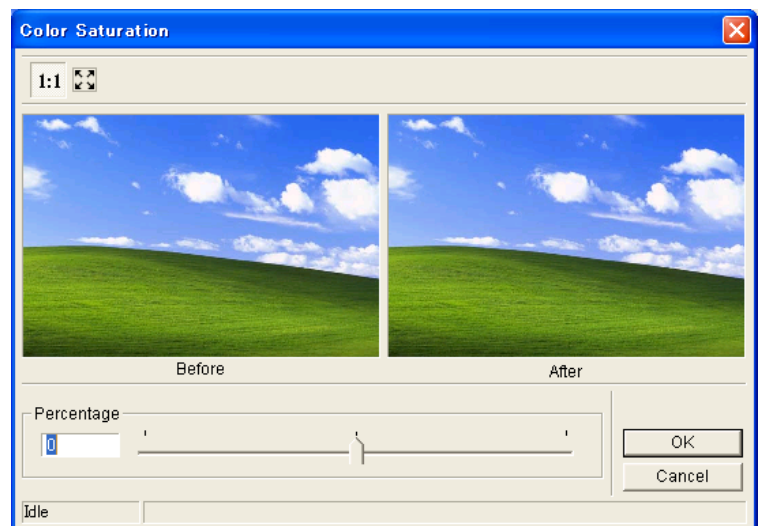 Color Saturation
1:1
Before
After
Percentage
0
OK
Cancel
Idle